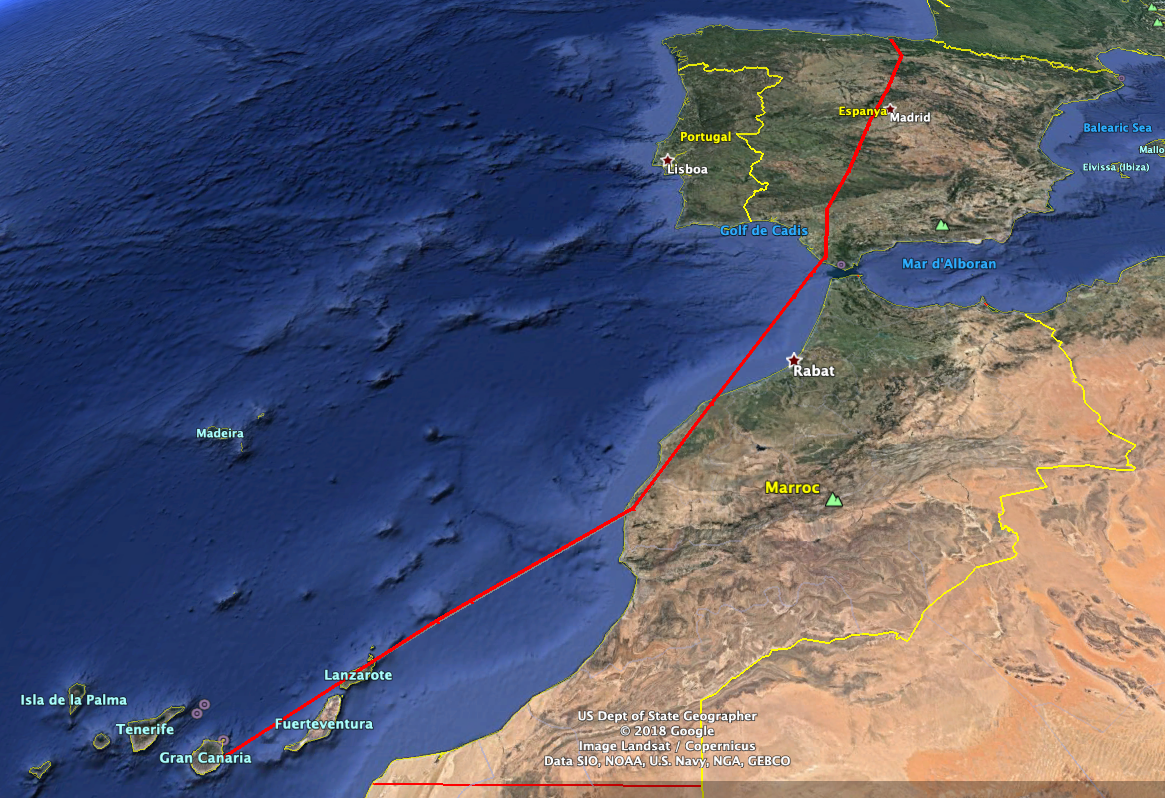 Espanya
Madrid
Balearic Sea
Portugal
Mallo
Eivissa (Ibiza)
Lisboa
Golf de Cadis
Mar d'Alboran
Rabat
Madeira
Marroc
Lanzarote
Isla de la Palma
Fuerteventura
Tenerife
Gran Canaria
US Dept of State Geographer
© 2018 Google
Image Landsat / Copernicus
Data SIO, NOAA, U.S. Navy, NGA, GEBCO